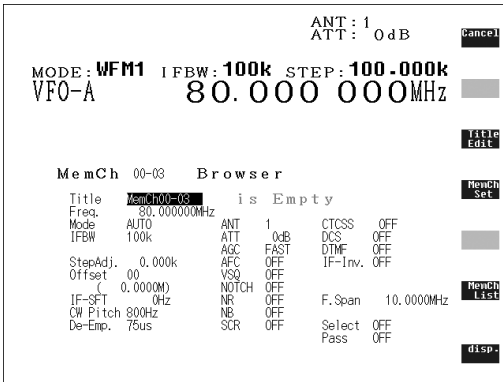 ANT:1
ATT: 0dB
Cancel
MODE:WFM1 IFBW:100k STEP:100.000k
VFO-A 80.000 000MHz
Title Edit
MemCh 00-03 Browser
MemCh Set
Title MemCh00-03 is Empty
Freq. 80.000000MHz
Mode AUTO ANT 1 CTCSS OFF
IFBW 100k ATT 0dB DCS OFF
AGC FAST DTMF OFF
StepAdj. 0.000k AFC OFF IF-Inv. OFF
Offset 00 VSQ OFF
( 0.0000M) NOTCH OFF
MemCh List
IF-SFT 0Hz NR OFF F.Span 10.0000MHz
CW Pitch 800Hz NB OFF
De-Emp. 75us SCR OFF Select OFF
Pass OFF
disp.